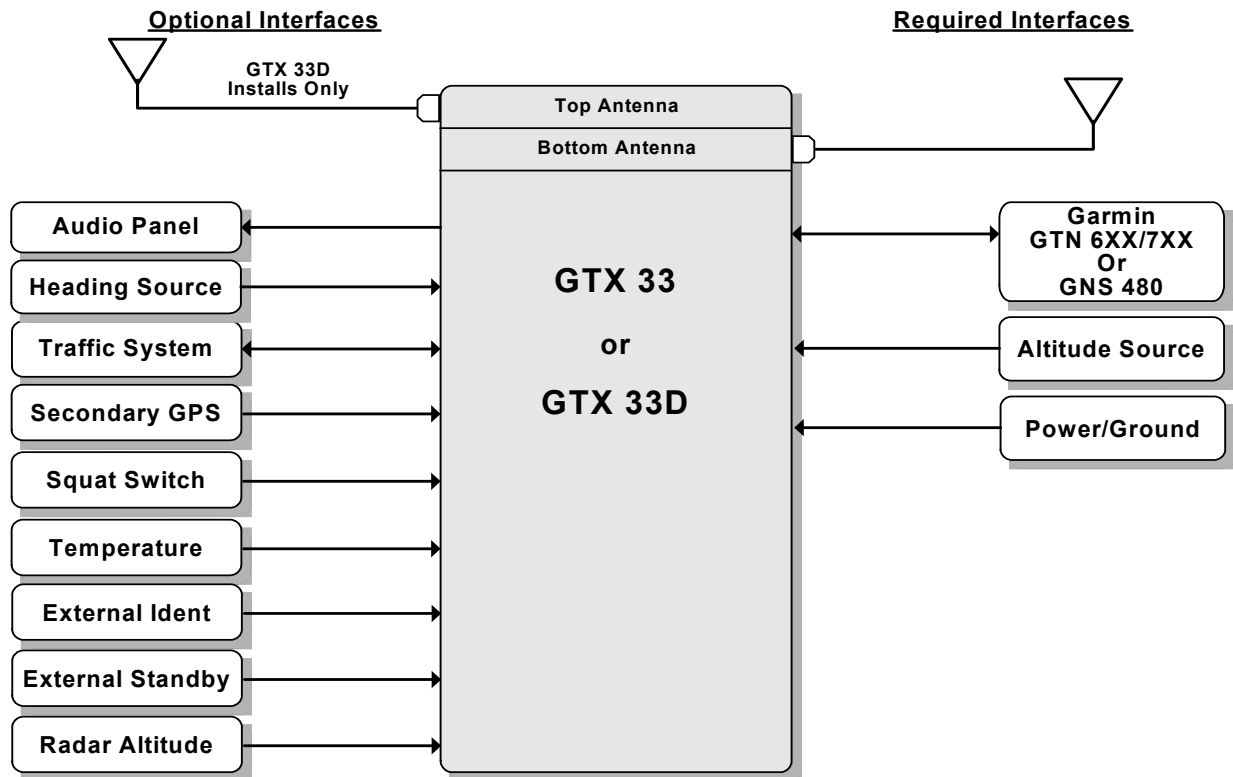 Optional Interfaces
Required Interfaces
GTX 33D
Installs Only
Top Antenna
Bottom Antenna
Audio Panel
Heading Source
Traffic System
Secondary GPS
Squat Switch
Temperature
External Ident
External Standby
Radar Altitude
GTX 33
or
GTX 33D
Garmin
GTN 6XX/7XX
Or
GNS 480
Altitude Source
Power/Ground